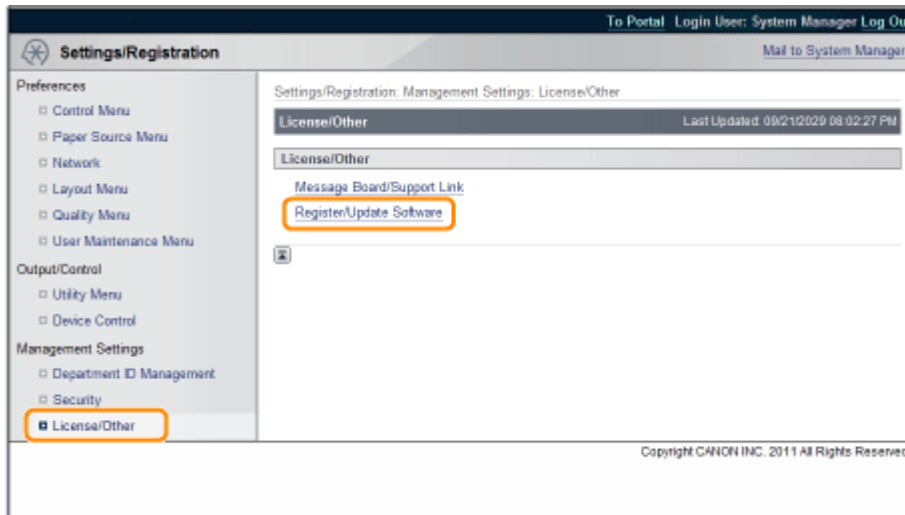 To Portal Login User: System Manager Log Ou
Settings/Registration
Mail to System Manager
Preferences
Control Menu
Paper Source Menu
Network
Layout Menu
Quality Menu
User Maintenance Menu
Output/Control
Utility Menu
Device Control
Management Settings
Department ID Management
Security
License/Other
Settings/Registration: Management Settings: License/Other
License/Other
Last Updated: 09/21/2029 08:02:27 PM
License/Other
Message Board/Support Link
Register/Update Software
Copyright CANON INC. 2011 All Rights Reserved